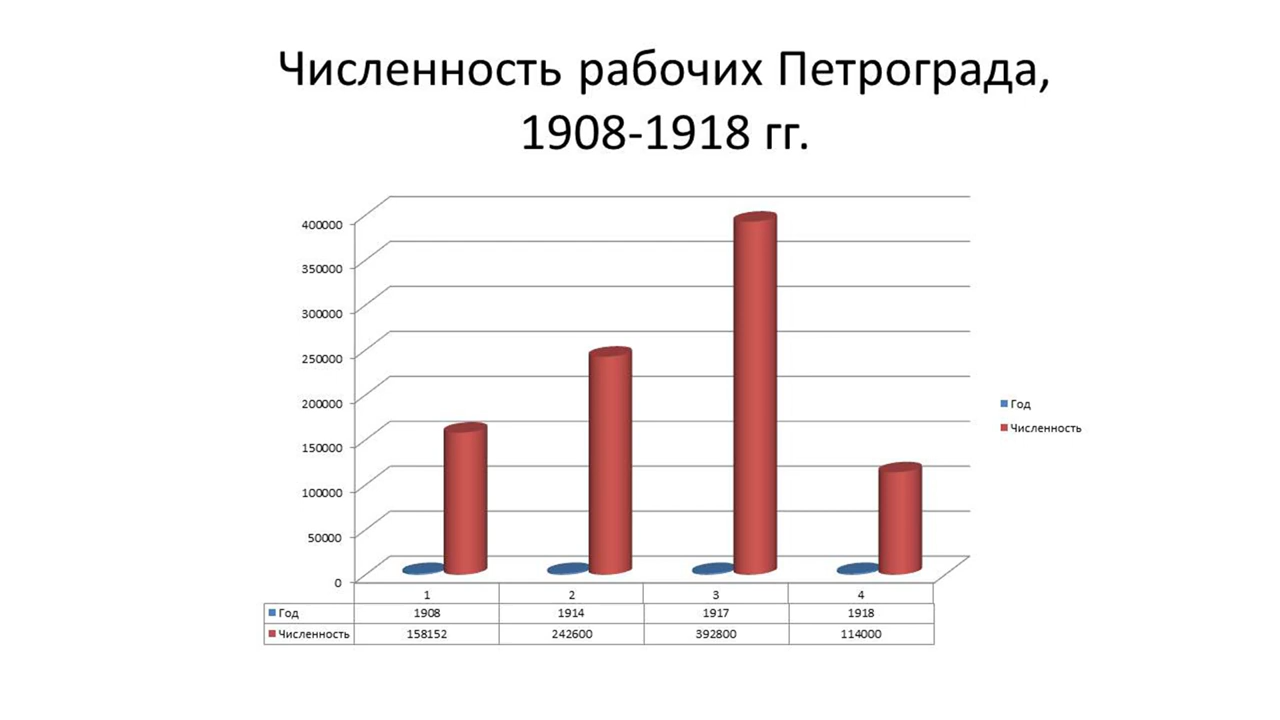 Численность рабочих Петрограда,
1908-1918 гг.
400000
350000
300000
250000
200000
150000
100000
50000
0
Год
Численность
1 2 3 4
Год 1908 1914 1917 1918
Численность 158152 242600 392800 114000